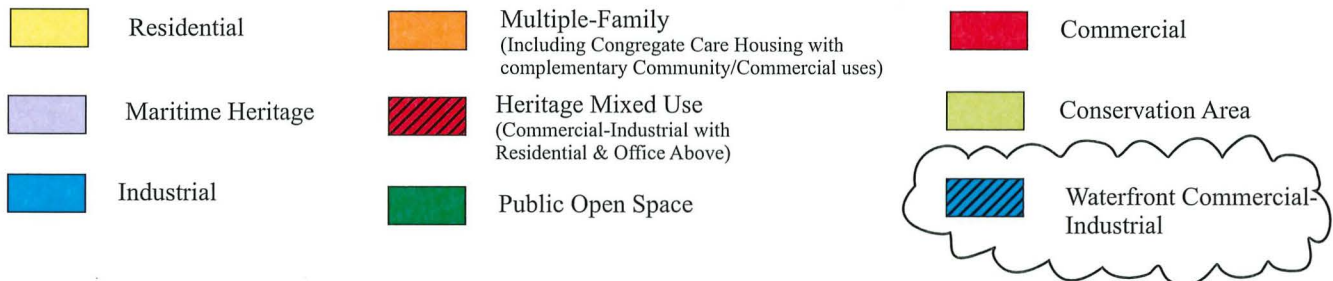 Residential
Maritime Heritage
Industrial
Multiple-Family
(Including Congregate Care Housing with
complementary Community/Commercial uses)
Heritage Mixed Use
(Commercial-Industrial with
Residential & Office Above)
Public Open Space
Commercial
Conservation Area
Waterfront Commercial-
Industrial